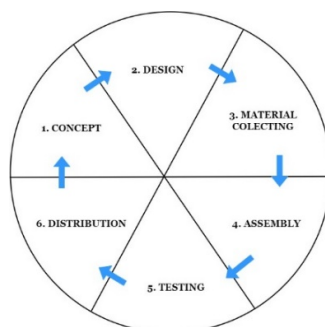 1. CONCEPT
2. DESIGN
3. MATERIAL
COLECTING
4. ASSEMBLY
5. TESTING
6. DISTRIBUTION